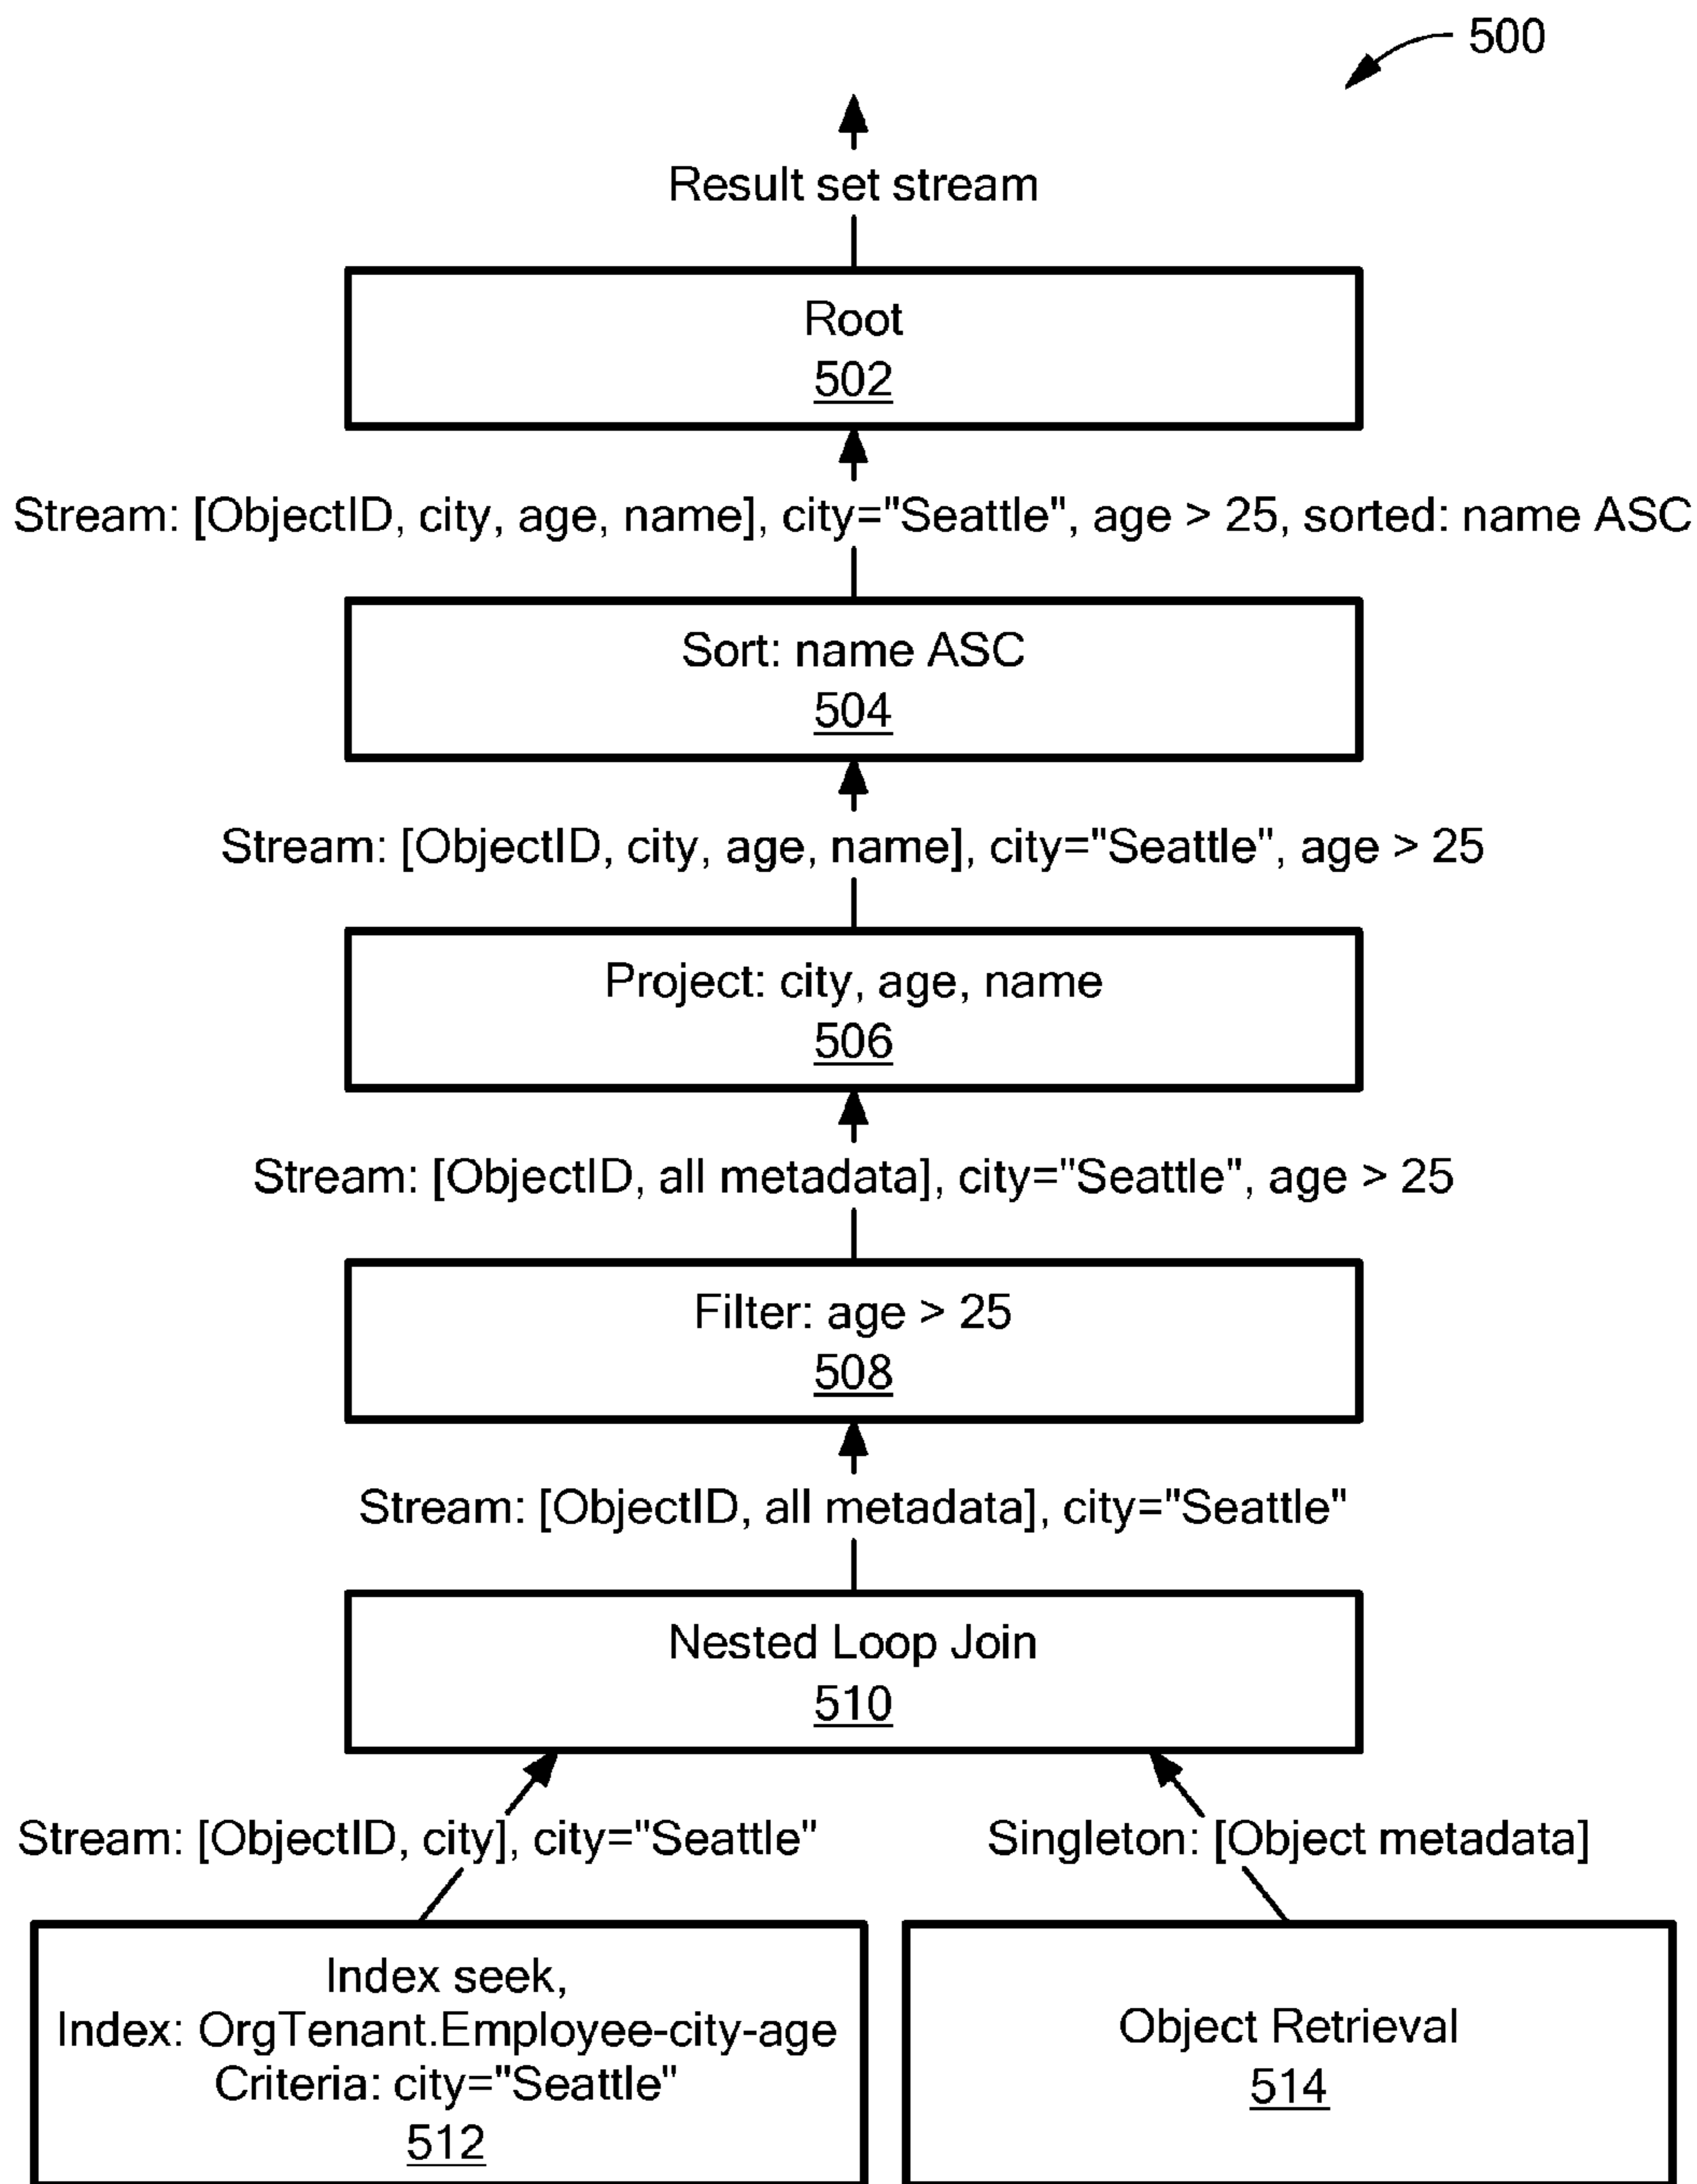 500
Result set stream
Root
502
Stream: [ObjectID, city, age, name], city="Seattle", age > 25, sorted: name ASC
Sort: name ASC
504
Stream: [ObjectID, city, age, name], city="Seattle", age > 25
Project: city, age, name
506
Stream: [ObjectID, all metadata], city="Seattle", age > 25
Filter: age > 25
508
Stream: [ObjectID, all metadata], city="Seattle"
Nested Loop Join
510
Stream: [ObjectID, city], city="Seattle"
Singleton: [Object metadata]
Index seek,
Index: OrgTenant.Employee-city-age
Criteria: city="Seattle"
512
Object Retrieval
514